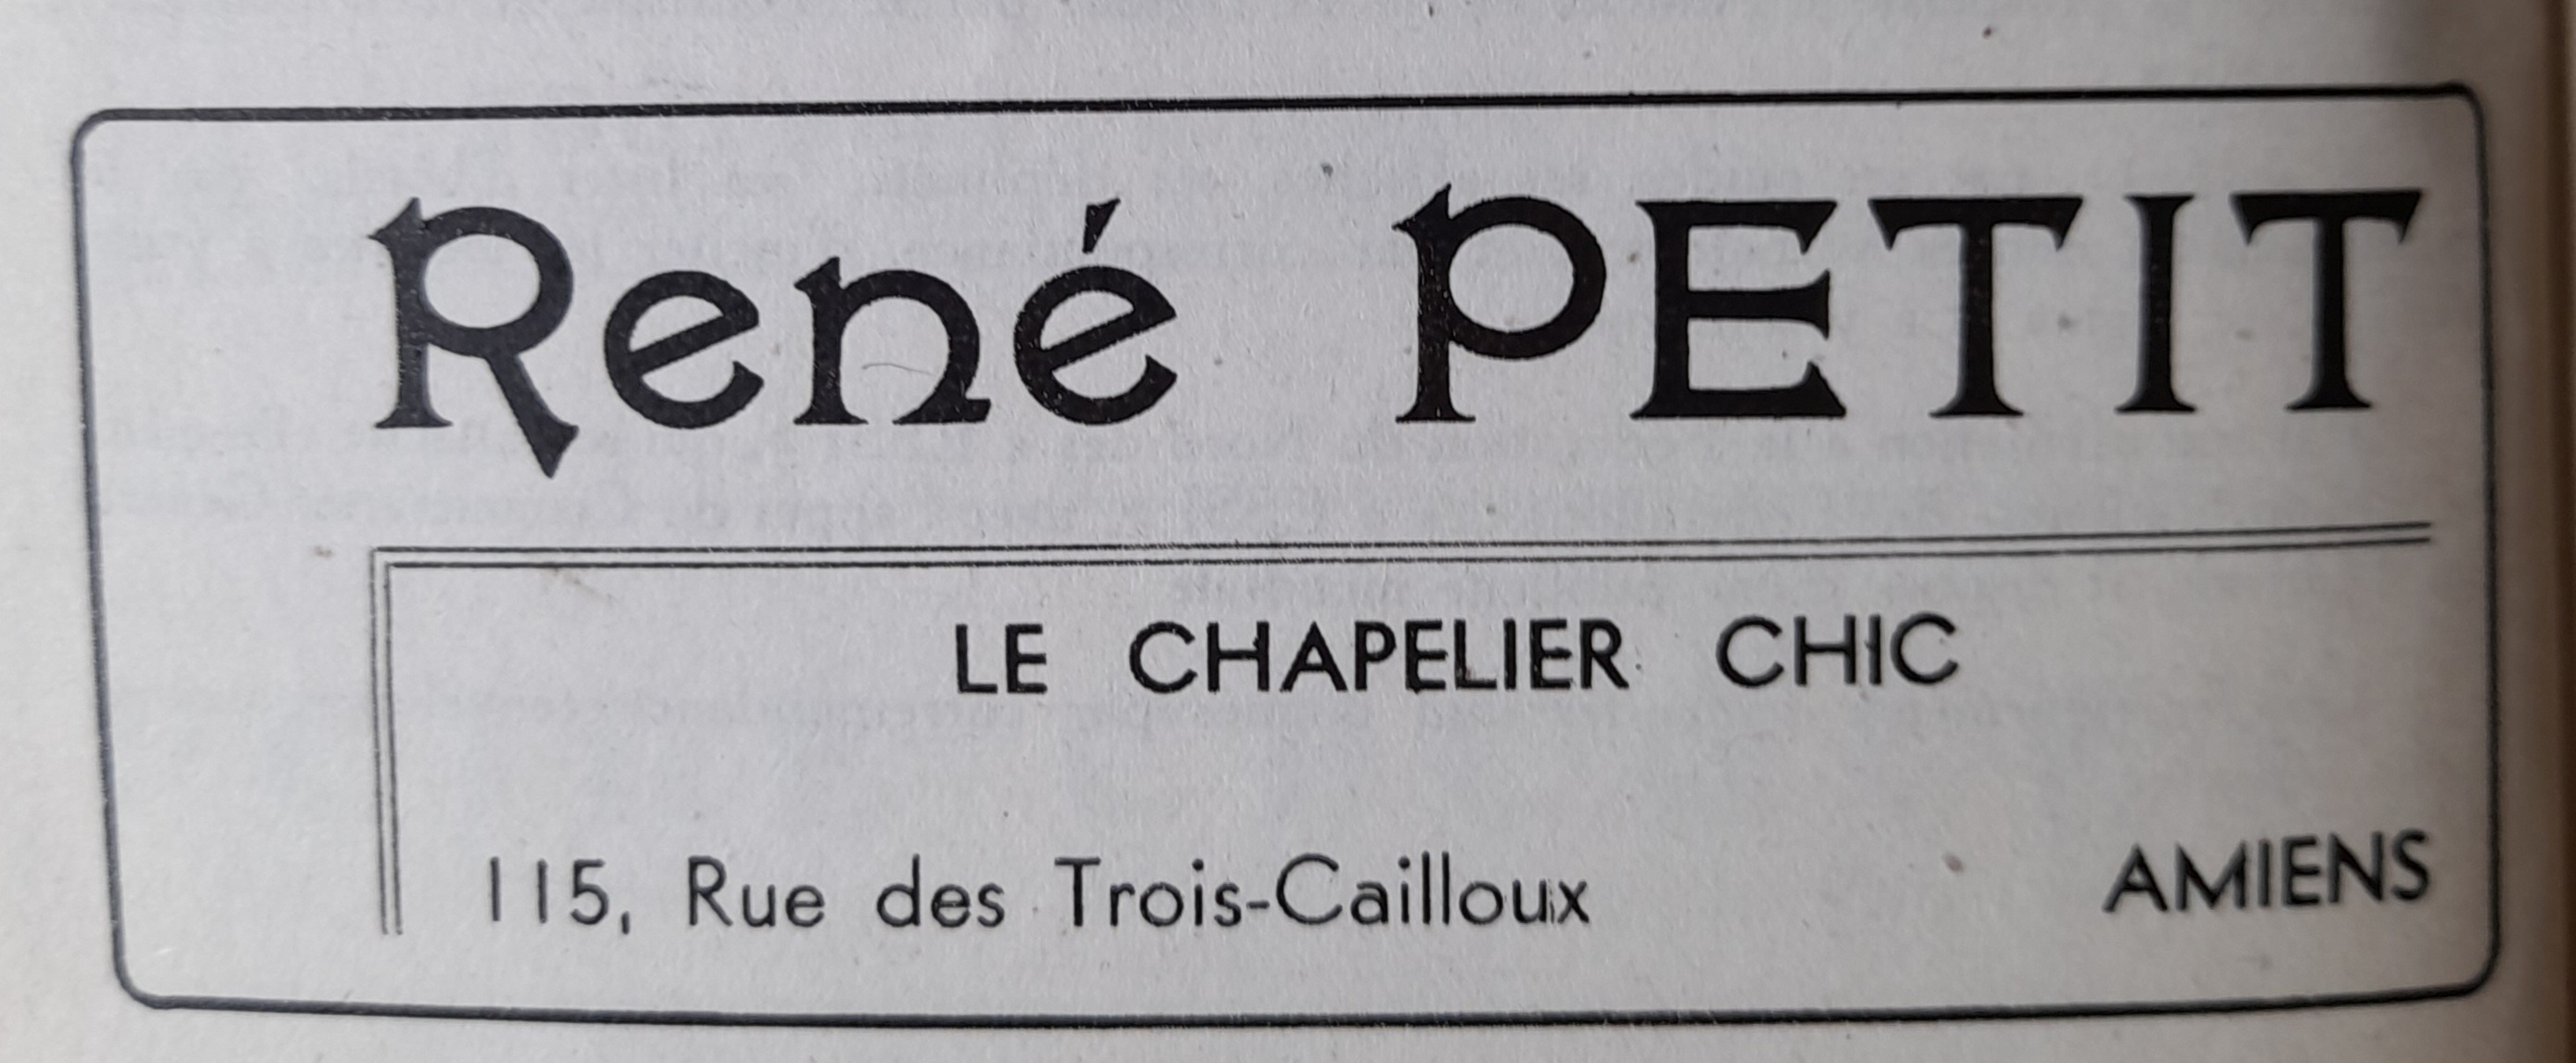 René PETIT
LE CHAPELIER CHIC
115, Rue des Trois-Cailloux AMIENS